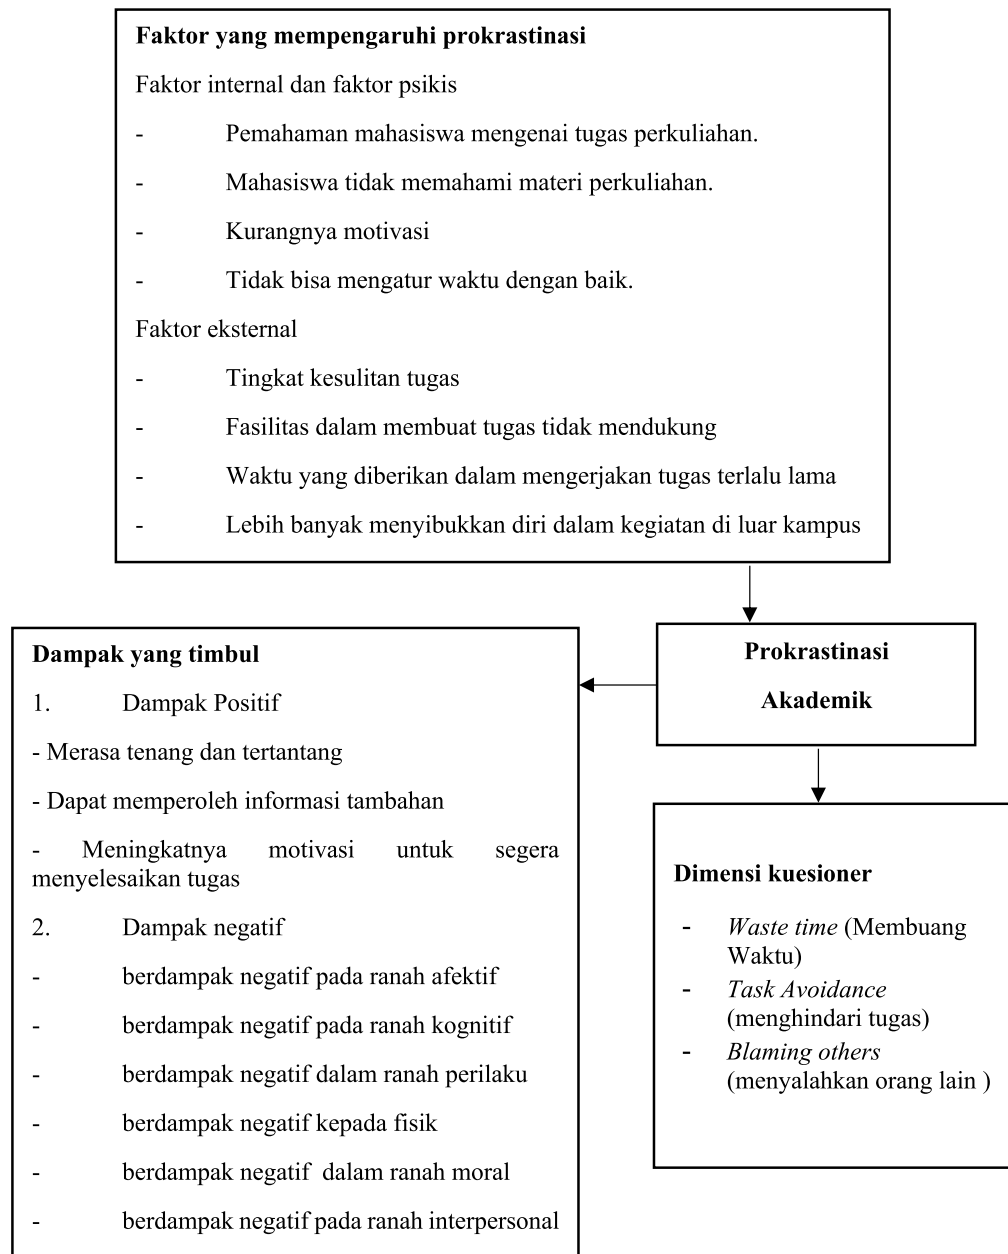 Faktor yang mempengaruhi prokrastinasi
Faktor internal dan faktor psikis
- Pemahaman mahasiswa mengenai tugas perkuliahan.
- Mahasiswa tidak memahami materi perkuliahan.
- Kurangnya motivasi
- Tidak bisa mengatur waktu dengan baik.
Faktor eksternal
- Tingkat kesulitan tugas
- Fasilitas dalam membuat tugas tidak mendukung
- Waktu yang diberikan dalam mengerjakan tugas terlalu lama
- Lebih banyak menyibukkan diri dalam kegiatan di luar kampus
Prokrastinasi
Akademik
Dampak yang timbul
1. Dampak Positif
- Merasa tenang dan tertantang
- Dapat memperoleh informasi tambahan
- Meningkatnya motivasi untuk segera
menyelesaikan tugas
2. Dampak negatif
- berdampak negatif pada ranah afektif
- berdampak negatif pada ranah kognitif
- berdampak negatif dalam ranah perilaku
- berdampak negatif kepada fisik
- berdampak negatif  dalam ranah moral
- berdampak negatif pada ranah interpersonal
Dimensi kuesioner
- Waste time (Membuang
Waktu)
- Task Avoidance
(menghindari tugas)
- Blaming others
(menyalahkan orang lain )